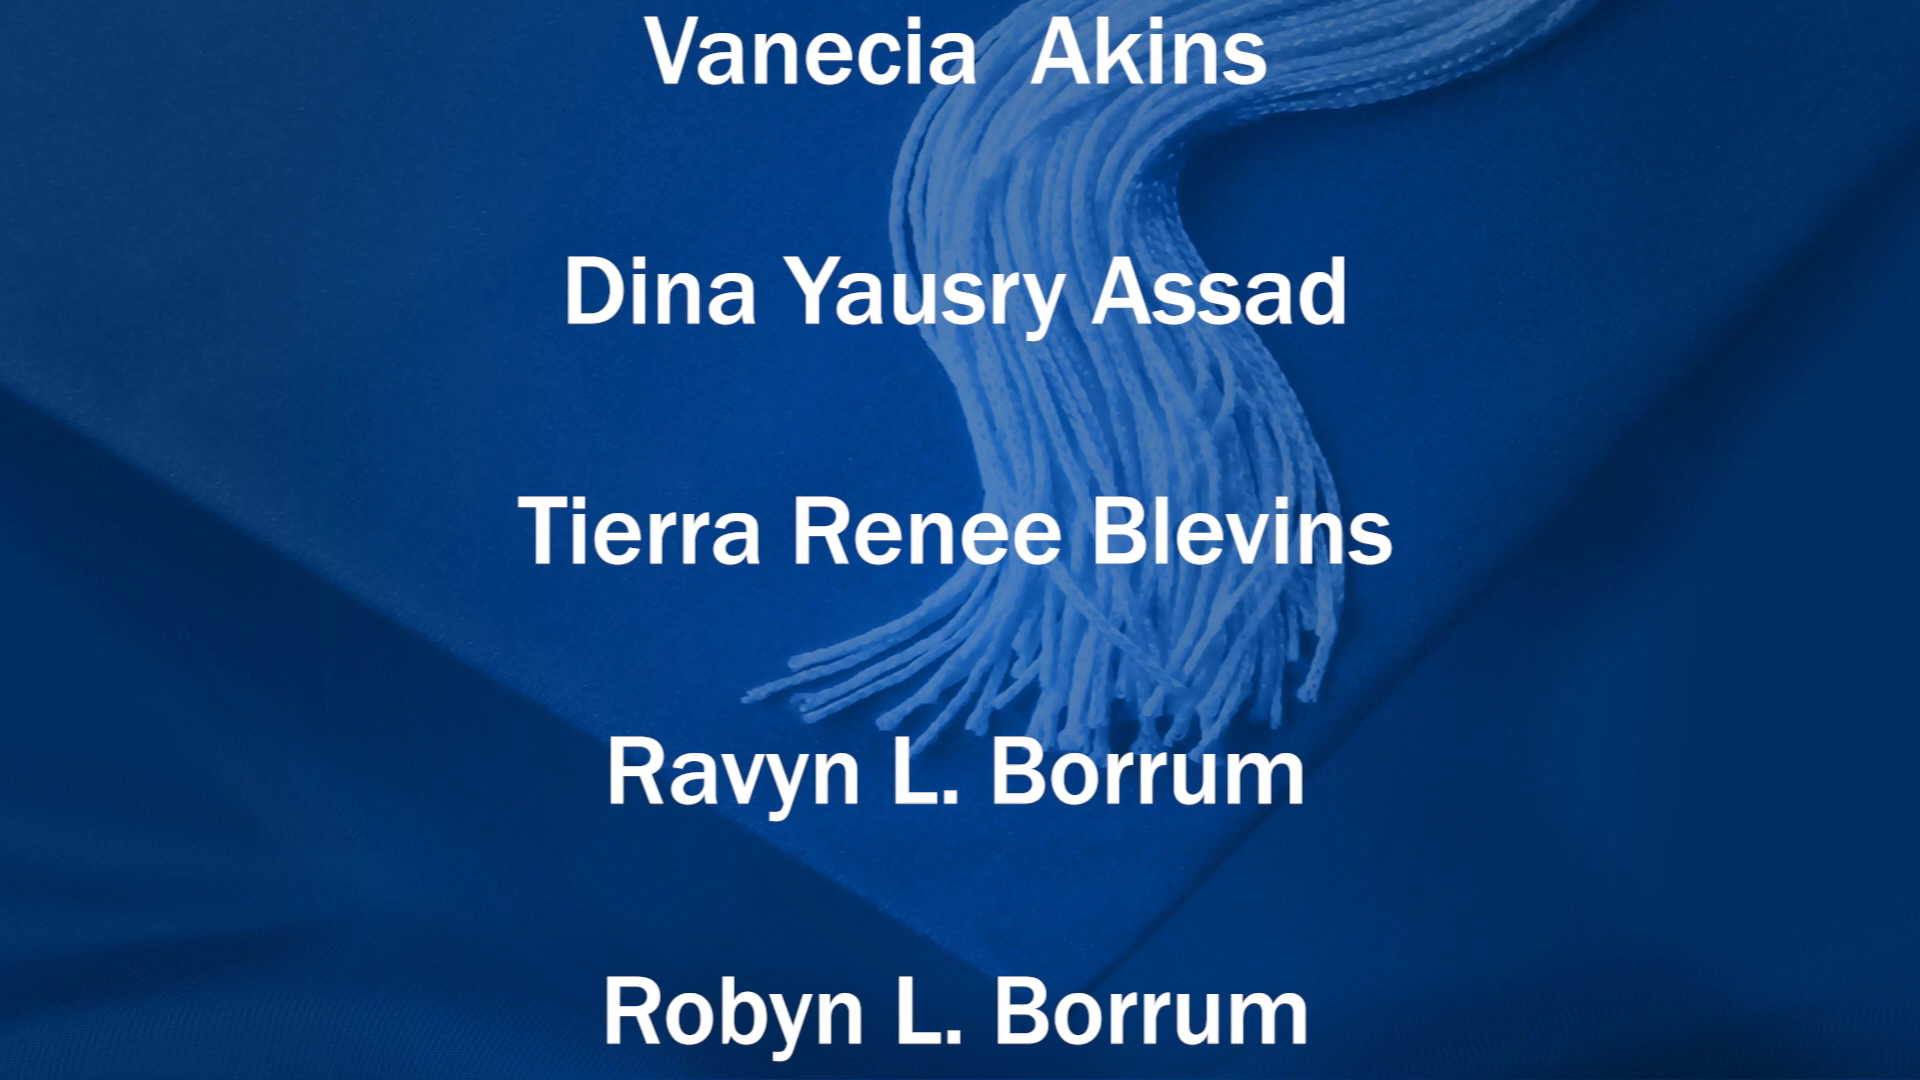 Vanecia Akins
Dina Yausry Assad
Tierra Renee Blevins
Ravyn L. Borrum
Robyn L. Borrum